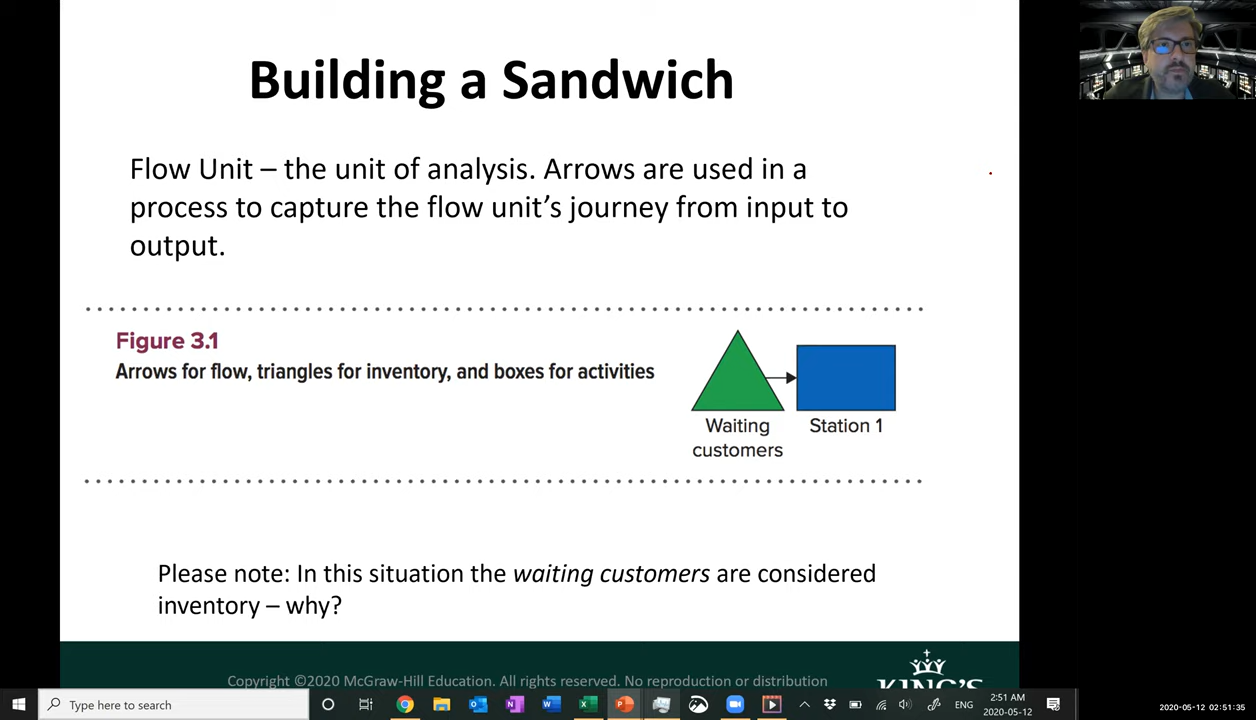 Building a Sandwich
Flow Unit – the unit of analysis. Arrows are used in a
process to capture the flow unit’s journey from input to
output.
Figure 3.1
Arrows for flow, triangles for inventory, and boxes for activities
Waiting
customers
Station 1
Please note: In this situation the waiting customers are considered
inventory – why?
Copyright ©2020 McGraw-Hill Education. All rights reserved. No reproduction or distribution
KING'S
Type here to search
ENG
2:51 AM
2020-05-12
2020-05-12 02:51:35